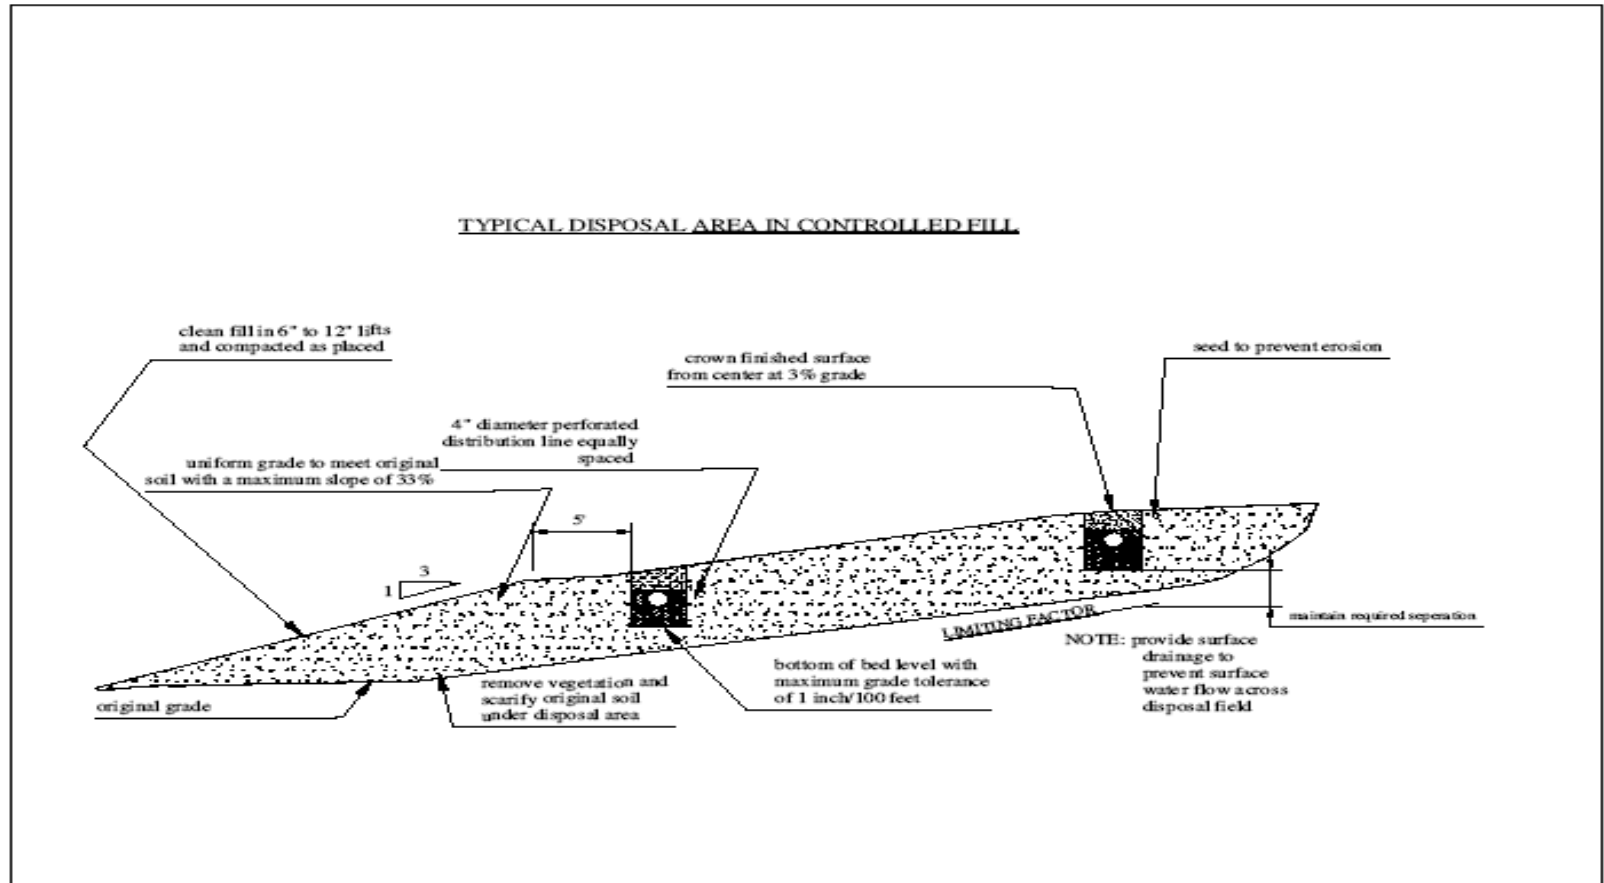 TYPICAL DISPOSAL AREA IN CONTROLLED FILL
clean fill in 6" to 12" lifts
and compacted as placed
crown finished surface
from center at 3% grade
seed to prevent erosion
4" diameter perforated
distribution line equally
spaced
uniform grade to meet original
soil with a maximum slope of 33%
5'
3
1
LIMITING FACTOR
maintain required seperation
NOTE: provide surface
drainage to
prevent surface
water flow across
disposal field
bottom of bed level with
maximum grade tolerance
of 1 inch/100 feet
remove vegetation and
scarify original soil
under disposal area
original grade